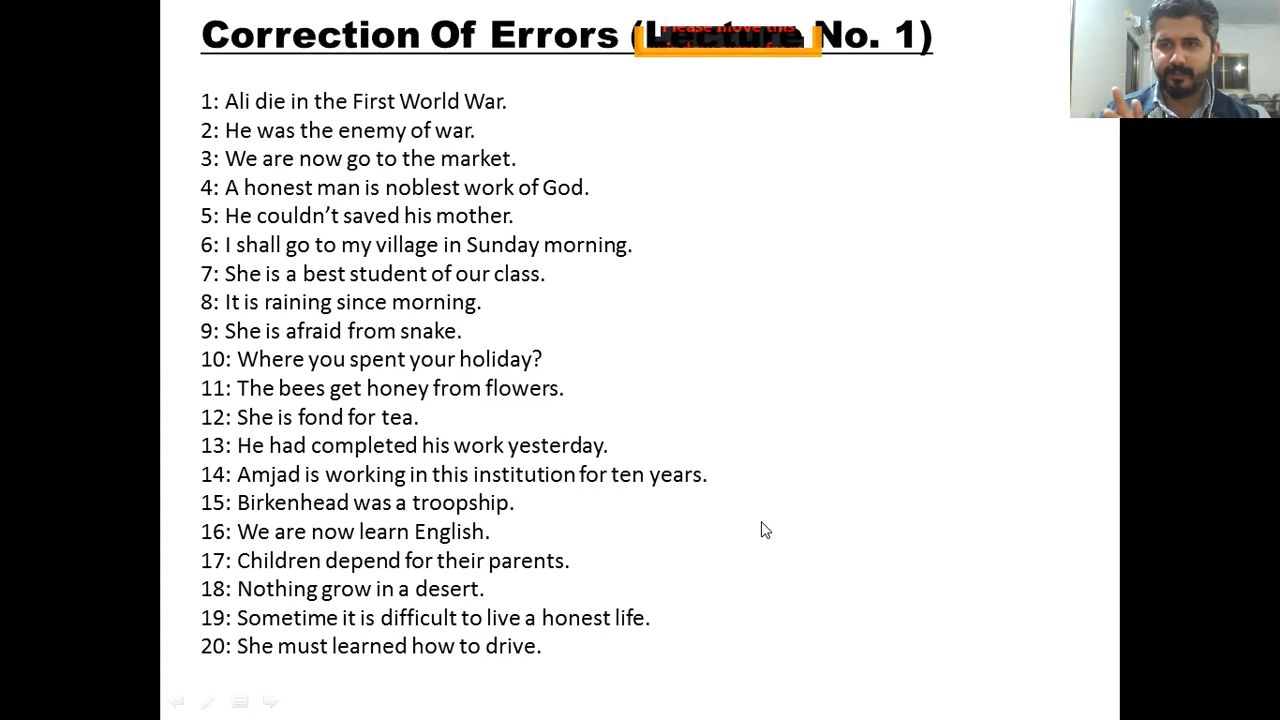 Correction Of Errors (Lecture No. 1)
Please move this
1: Ali die in the First World War.
2: He was the enemy of war.
3: We are now go to the market.
4: A honest man is noblest work of God.
5: He couldn’t saved his mother.
6: I shall go to my village in Sunday morning.
7: She is a best student of our class.
8: It is raining since morning.
9: She is afraid from snake.
10: Where you spent your holiday?
11: The bees get honey from flowers.
12: She is fond for tea.
13: He had completed his work yesterday.
14: Amjad is working in this institution for ten years.
15: Birkenhead was a troopship.
16: We are now learn English.
17: Children depend for their parents.
18: Nothing grow in a desert.
19: Sometime it is difficult to live a honest life.
20: She must learned how to drive.